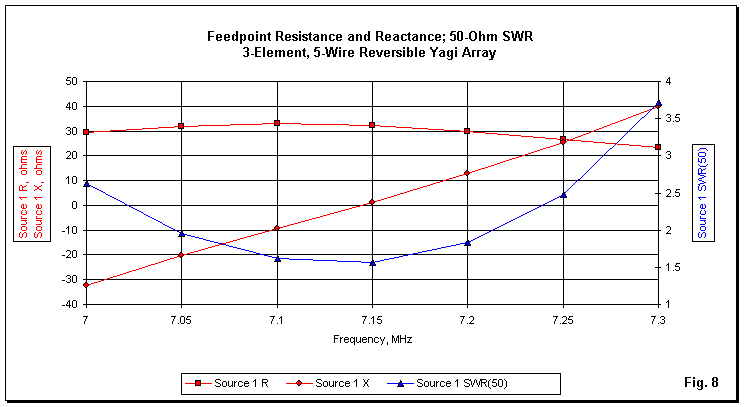 Feedpoint Resistance and Reactance; 50-Ohm SWR
3-Element, 5-Wire Reversible Yagi Array
50
40
30
20
10
0
-10
-20
-30
-40
4
3.5
3
2.5
2
1.5
1
Source 1 R, ohms
Source 1 X, ohms
Source 1 SWR(50)
7
7.05
7.1
7.15
7.2
7.25
7.3
Frequency, MHz
Source 1 R
Source 1 X
Source 1 SWR(50)
Fig. 8